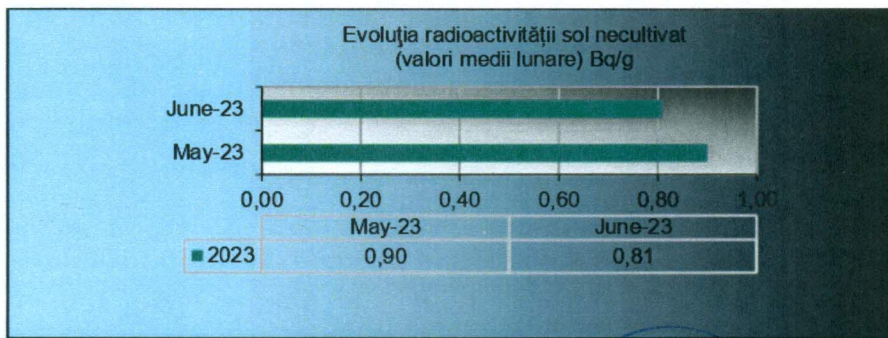 Evoluţia radioactivității sol necultivat
(valori medii lunare) Bq/g
June-23
May-23
0,00 0,20 0,40 0,60 0,80 1,00
May-23 June-23
2023 0,90 0,81